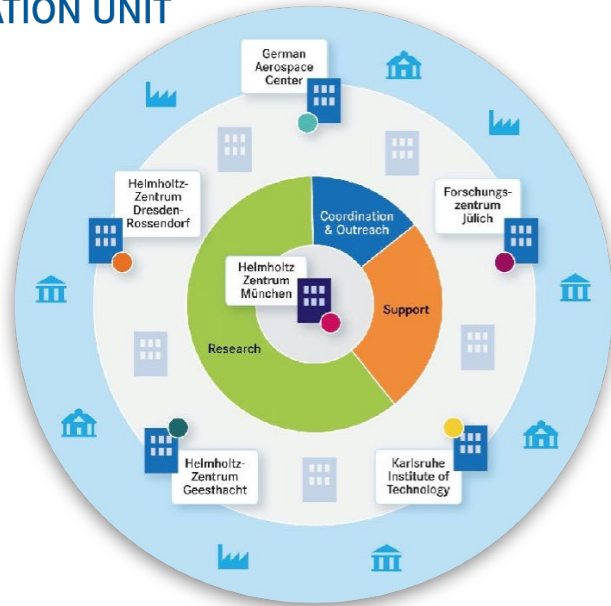 ATION UNIT
German
Aerospace
Center
Helmholtz-
Zentrum
Dresden-
Rossendorf
Forschungs-
zentrum
Jülich
Coordination
& Outreach
Helmholtz
Zentrum
München
Support
Research
Helmholtz-
Zentrum
Geesthacht
Karlsruhe
Institute of
Technology